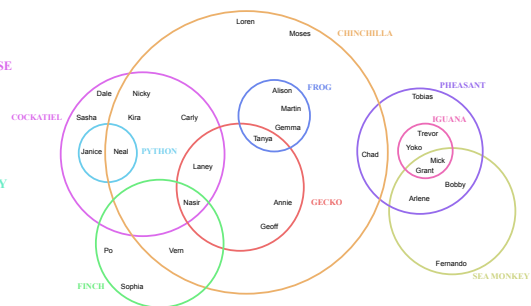 Loren
Moses
CHINCHILLA
SE
Dale
Nicky
Alison
FROG
PHEASANT
Tobias
Martin
COCKATIEL
Sasha
Kira
Carly
Gemma
IGUANA
Trevor
Tanya
Yoko
Janice
Neal
PYTHON
Chad
Mick
Laney
Grant
Y
Bobby
Nasir
Annie
GECKO
Arlene
Geoff
Po
Vern
Fernando
SEA MONKEY
FINCH
Sophia